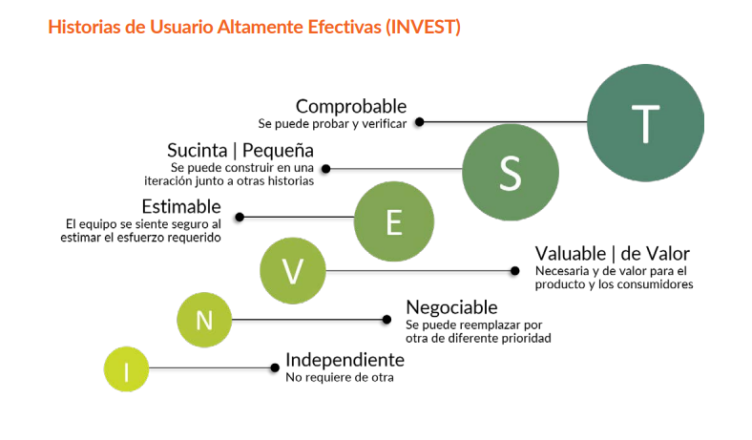 Historias de Usuario Altamente Efectivas (INVEST)
T
Comprobable
Se puede probar y verificar
S
Sucinta | Pequeña
Se puede construir en una
iteración junto a otras historias
E
Estimable
El equipo se siente seguro al
estimar el esfuerzo requerido
V
Valuable | de Valor
Necesaria y de valor para el
producto y los consumidores
N
Negociable
Se puede reemplazar por
otra de diferente prioridad
I
Independiente
No requiere de otra